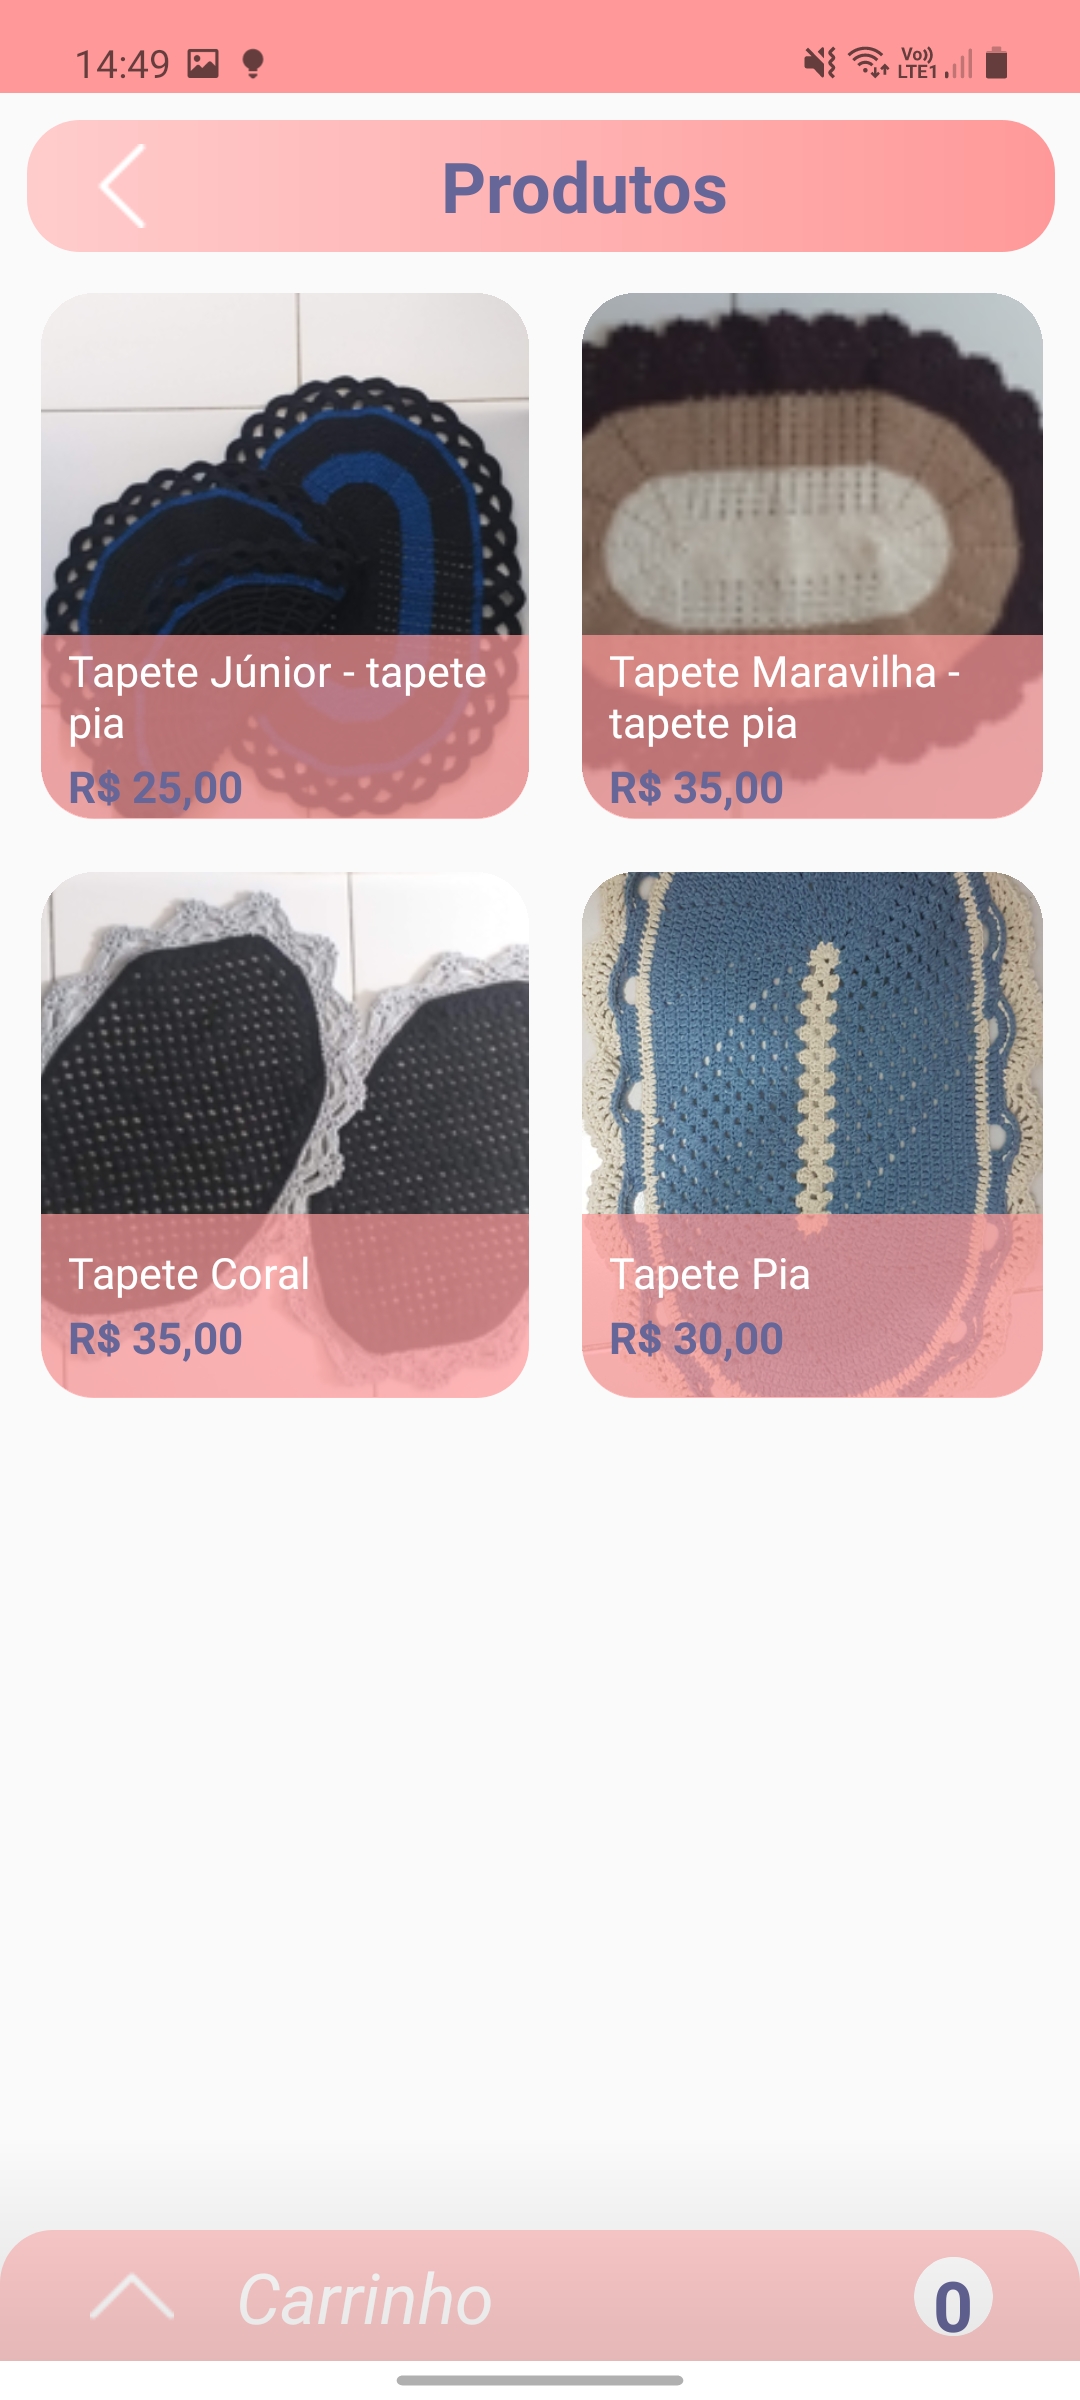 14:49
Vo))
LTE1
Produtos
Tapete Júnior - tapete
pia
R$ 25,00
Tapete Maravilha -
tapete pia
R$ 35,00
Tapete Coral
R$ 35,00
Tapete Pia
R$ 30,00
Carrinho
0